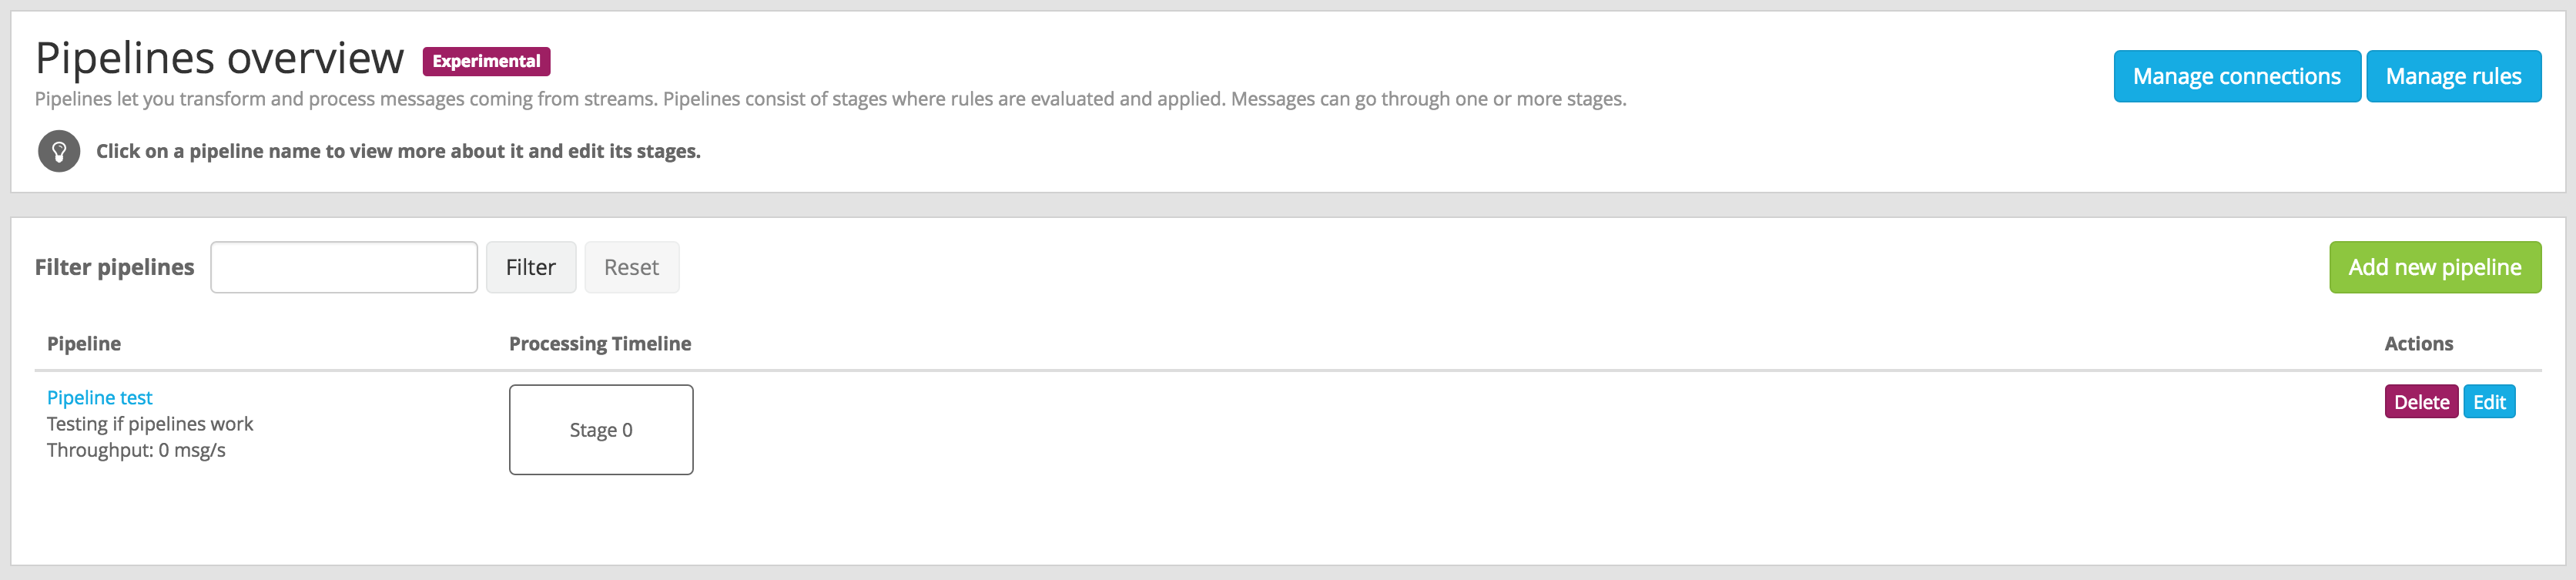 Pipelines overview Experimental
Manage connections Manage rules
Pipelines let you transform and process messages coming from streams. Pipelines consist of stages where rules are evaluated and applied. Messages can go through one or more stages.
Click on a pipeline name to view more about it and edit its stages.
Filter pipelines Filter Reset Add new pipeline
Pipeline Processing Timeline Actions
Pipeline test Delete Edit
Testing if pipelines work
Stage 0
Throughput: 0 msg/s